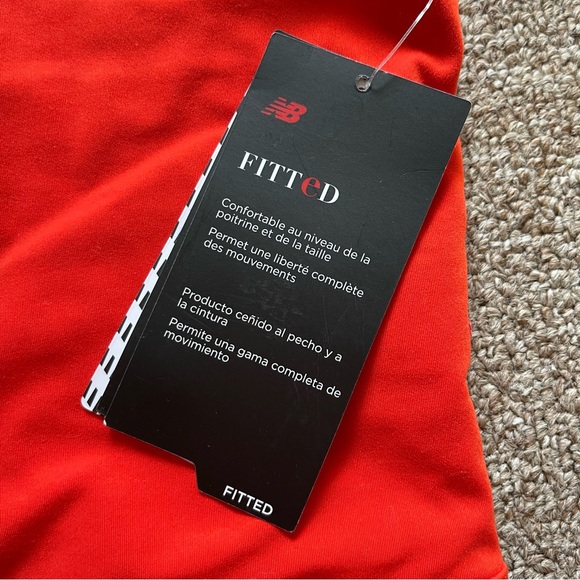 NB
FITTeD
Confortable au niveau de la
poitrine et de la taille
Permet une liberté complète
des mouvements
Producto ceñido al pecho y a
la cintura
Permite una gama completa de
movimiento
FITTED